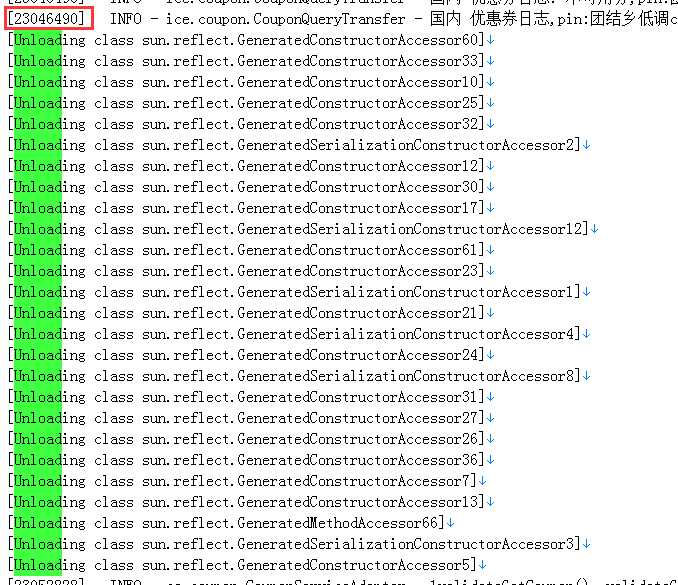 [23046490] INFO - ice.coupon.CouponQueryTransfer - 国内 优惠券日志,pin:团结乡低调c
[Unloading class sun.reflect.GeneratedConstructorAccessor60]↓
[Unloading class sun.reflect.GeneratedConstructorAccessor33]↓
[Unloading class sun.reflect.GeneratedConstructorAccessor10]↓
[Unloading class sun.reflect.GeneratedConstructorAccessor25]↓
[Unloading class sun.reflect.GeneratedConstructorAccessor32]↓
[Unloading class sun.reflect.GeneratedSerializationConstructorAccessor2]↓
[Unloading class sun.reflect.GeneratedConstructorAccessor12]↓
[Unloading class sun.reflect.GeneratedConstructorAccessor30]↓
[Unloading class sun.reflect.GeneratedConstructorAccessor17]↓
[Unloading class sun.reflect.GeneratedSerializationConstructorAccessor12]↓
[Unloading class sun.reflect.GeneratedConstructorAccessor61]↓
[Unloading class sun.reflect.GeneratedConstructorAccessor23]↓
[Unloading class sun.reflect.GeneratedSerializationConstructorAccessor1]↓
[Unloading class sun.reflect.GeneratedConstructorAccessor21]↓
[Unloading class sun.reflect.GeneratedSerializationConstructorAccessor4]↓
[Unloading class sun.reflect.GeneratedConstructorAccessor24]↓
[Unloading class sun.reflect.GeneratedSerializationConstructorAccessor8]↓
[Unloading class sun.reflect.GeneratedConstructorAccessor31]↓
[Unloading class sun.reflect.GeneratedConstructorAccessor27]↓
[Unloading class sun.reflect.GeneratedConstructorAccessor26]↓
[Unloading class sun.reflect.GeneratedConstructorAccessor36]↓
[Unloading class sun.reflect.GeneratedConstructorAccessor7]↓
[Unloading class sun.reflect.GeneratedConstructorAccessor13]↓
[Unloading class sun.reflect.GeneratedMethodAccessor66]↓
[Unloading class sun.reflect.GeneratedSerializationConstructorAccessor3]↓
[Unloading class sun.reflect.GeneratedConstructorAccessor5]↓